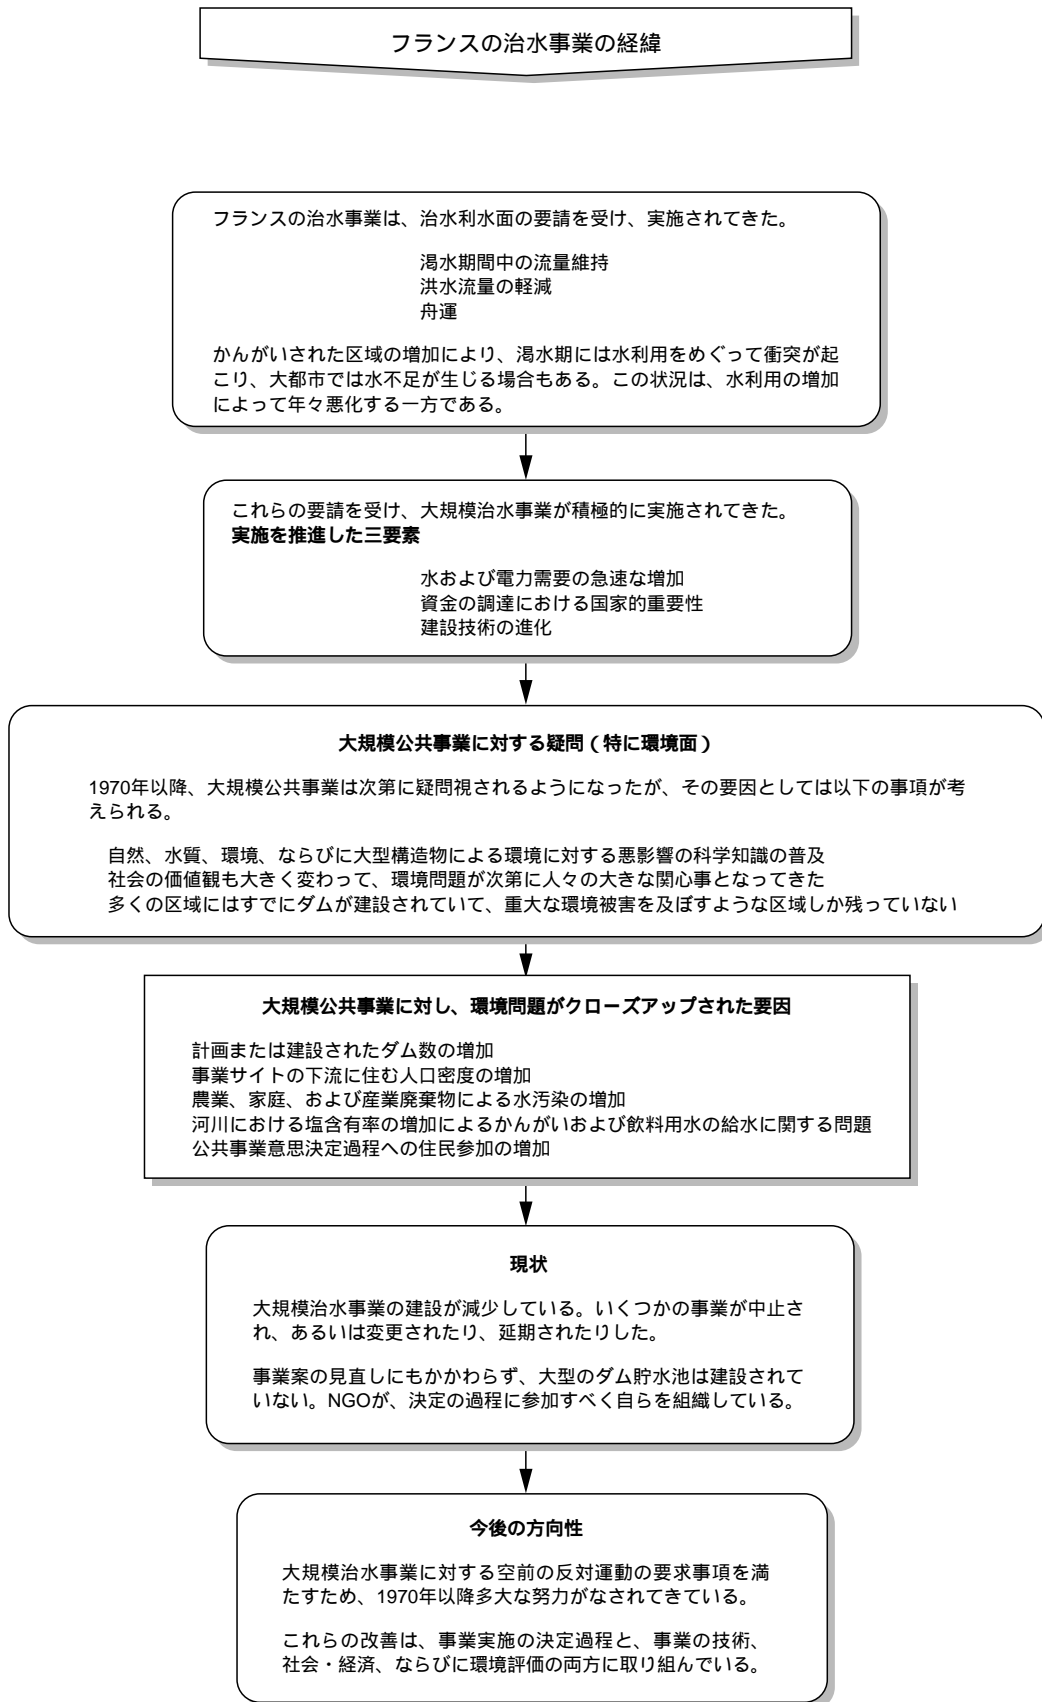 フランスの治水事業の経緯
フランスの治水事業は、治水利水面の要請を受け、実施されてきた。
渇水期間中の流量維持
洪水流量の軽減
舟運
かんがいされた区域の増加により、渇水期には水利用をめぐって衝突が起
こり、大都市では水不足が生じる場合もある。この状況は、水利用の増加
によって年々悪化する一方である。
これらの要請を受け、大規模治水事業が積極的に実施されてきた。
実施を推進した三要素
水および電力需要の急速な増加
資金の調達における国家的重要性
建設技術の進化
大規模公共事業に対する疑問(特に環境面)
1970年以降、大規模公共事業は次第に疑問視されるようになったが、その要因としては以下の事項が考
えられる。
自然、水質、環境、ならびに大型構造物による環境に対する悪影響の科学知識の普及
社会の価値観も大きく変わって、環境問題が次第に人々の大きな関心事となってきた
多くの区域にはすでにダムが建設されていて、重大な環境被害を及ぼすような区域しか残っていない
大規模公共事業に対し、環境問題がクローズアップされた要因
計画または建設されたダム数の増加
事業サイトの下流に住む人口密度の増加
農業、家庭、および産業廃棄物による水汚染の増加
河川における塩含有率の増加によるかんがいおよび飲料用水の給水に関する問題
公共事業意思決定過程への住民参加の増加
現状
大規模治水事業の建設が減少している。いくつかの事業が中止さ
れ、あるいは変更されたり、延期されたりした。
事業案の見直しにもかかわらず、大型のダム貯水池は建設されて
いない。NGOが、決定の過程に参加すべく自らを組織している。
今後の方向性
大規模治水事業に対する空前の反対運動の要求事項を満
たすため、1970年以降多大な努力がなされてきている。
これらの改善は、事業実施の決定過程と、事業の技術、
社会・経済、ならびに環境評価の両方に取り組んでいる。